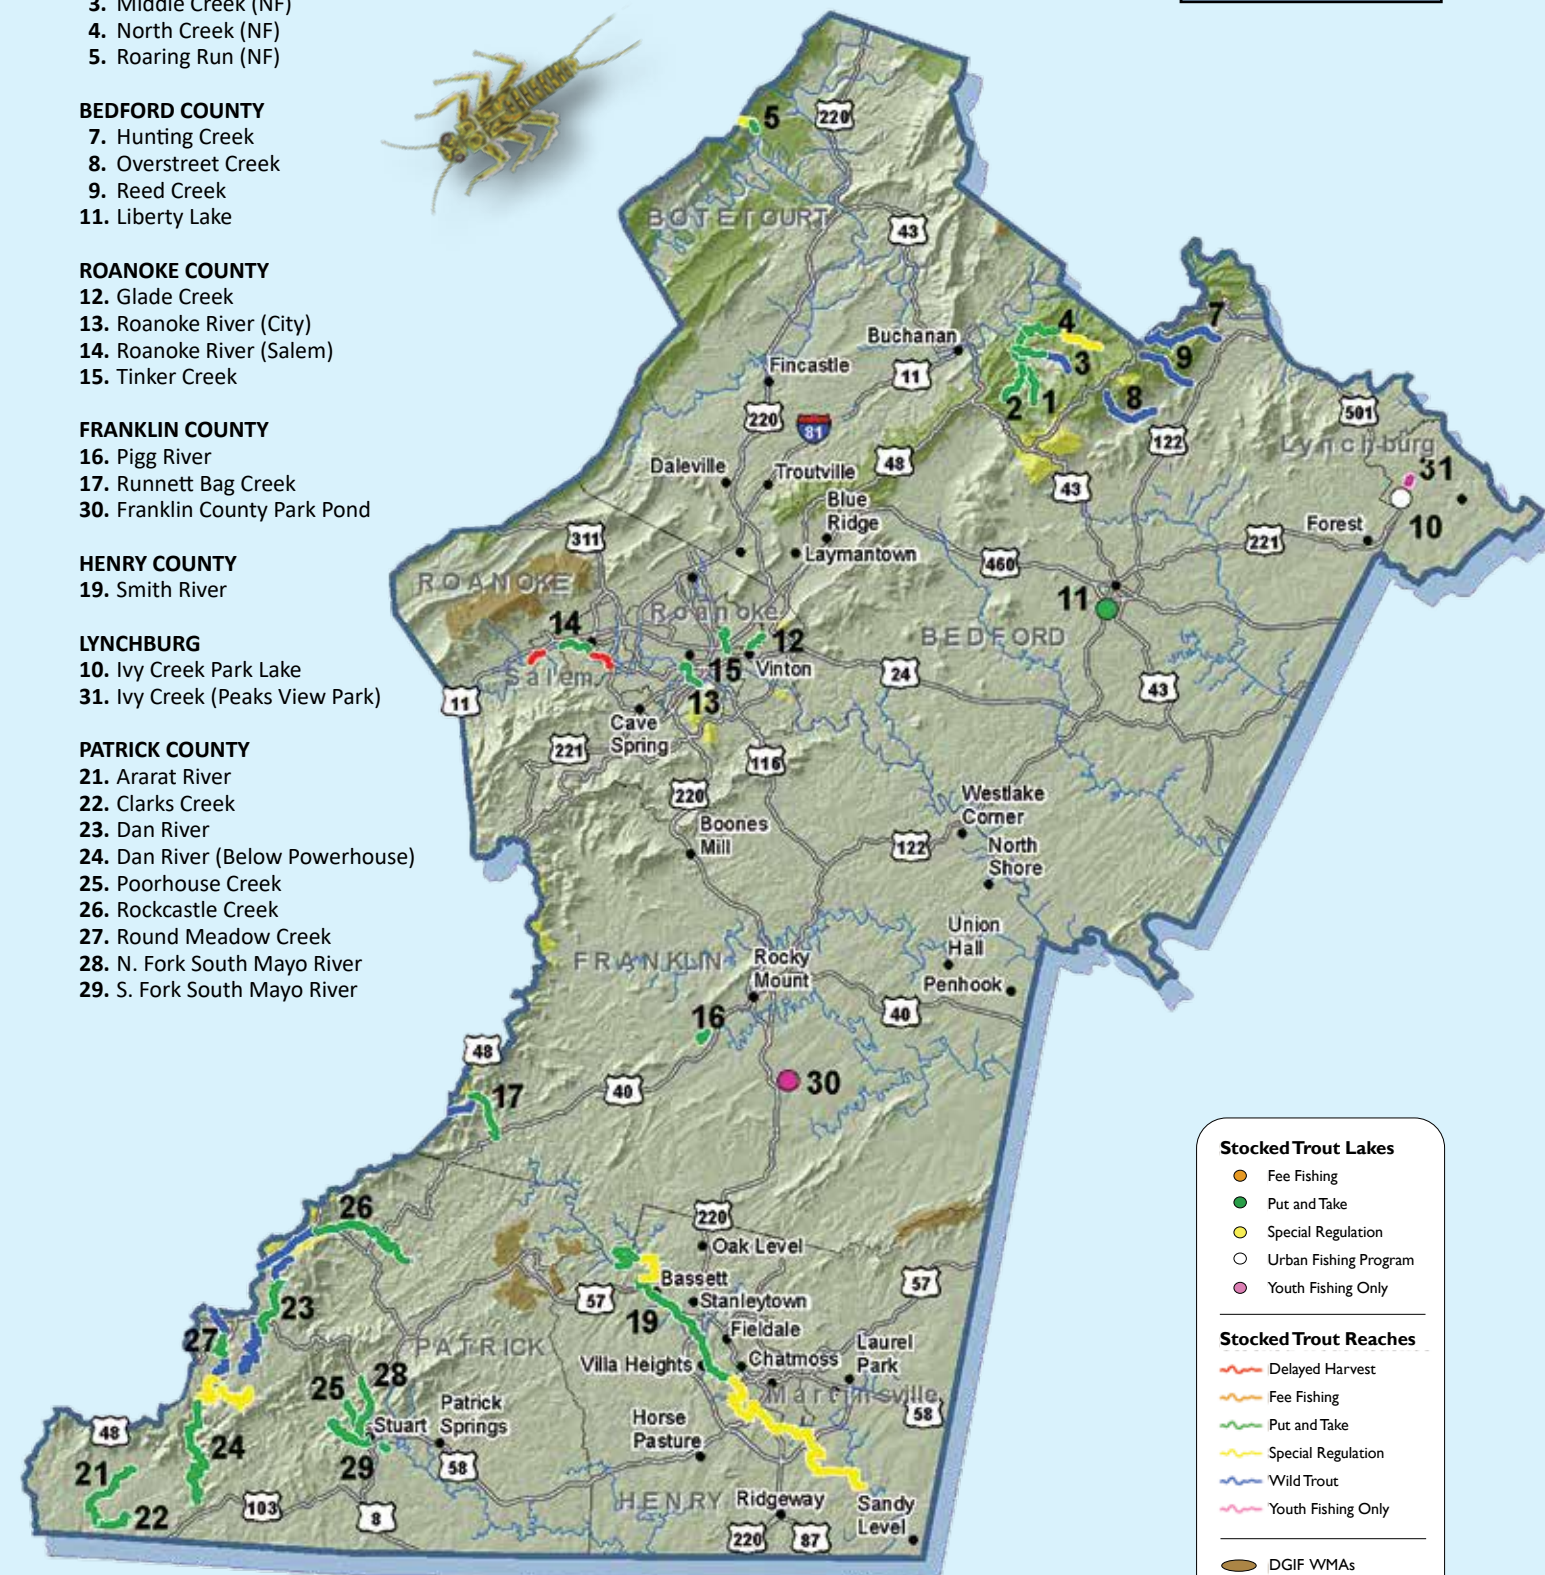 3. Middle Creek (NF)
4. North Creek (NF)
5. Roaring Run (NF)
BEDFORD COUNTY
7. Hunting Creek
8. Overstreet Creek
9. Reed Creek
11. Liberty Lake
ROANOKE COUNTY
12. Glade Creek
13. Roanoke River (City)
14. Roanoke River (Salem)
15. Tinker Creek
FRANKLIN COUNTY
16. Pigg River
17. Runnett Bag Creek
30. Franklin County Park Pond
HENRY COUNTY
19. Smith River
LYNCHBURG
10. Ivy Creek Park Lake
31. Ivy Creek (Peaks View Park)
PATRICK COUNTY
21. Ararat River
22. Clarks Creek
23. Dan River
24. Dan River (Below Powerhouse)
25. Poorhouse Creek
26. Rockcastle Creek
27. Round Meadow Creek
28. N. Fork South Mayo River
29. S. Fork South Mayo River
5
220
BOTETOURT
43
Buchanan
4
7
3
9
Fincastle
11
2
1
8
220
81
501
122
Lynchburg
Daleville
Troutville
48
31
43
Blue
Ridge
10
311
221
Forest
Laymantown
460
ROANOKE
Roanoke
11
14
12
BEDFORD
15
Vinton
Salem
24
43
11
13
Cave
Spring
221
116
220
Westlake
Corner
Boones
Mill
122
North
Shore
Union
Hall
FRANKLIN
Rocky
Mount
Penhook
16
40
48
30
40
17
26
220
Oak Level
Bassett
57
57
23
Stanleytown
19
Fieldale
27
PATRICK
Laurel
Park
Villa Heights
Chatmoss
28
25
Martinsville
Patrick
Springs
58
48
Stuart
Horse
Pasture
24
29
58
21
103
HENRY
Ridgeway
Sandy
Level
22
8
220
87
Stocked Trout Lakes
Fee Fishing
Put and Take
Special Regulation
Urban Fishing Program
Youth Fishing Only
Stocked Trout Reaches
Delayed Harvest
Fee Fishing
Put and Take
Special Regulation
Wild Trout
Youth Fishing Only
DGIF WMAs